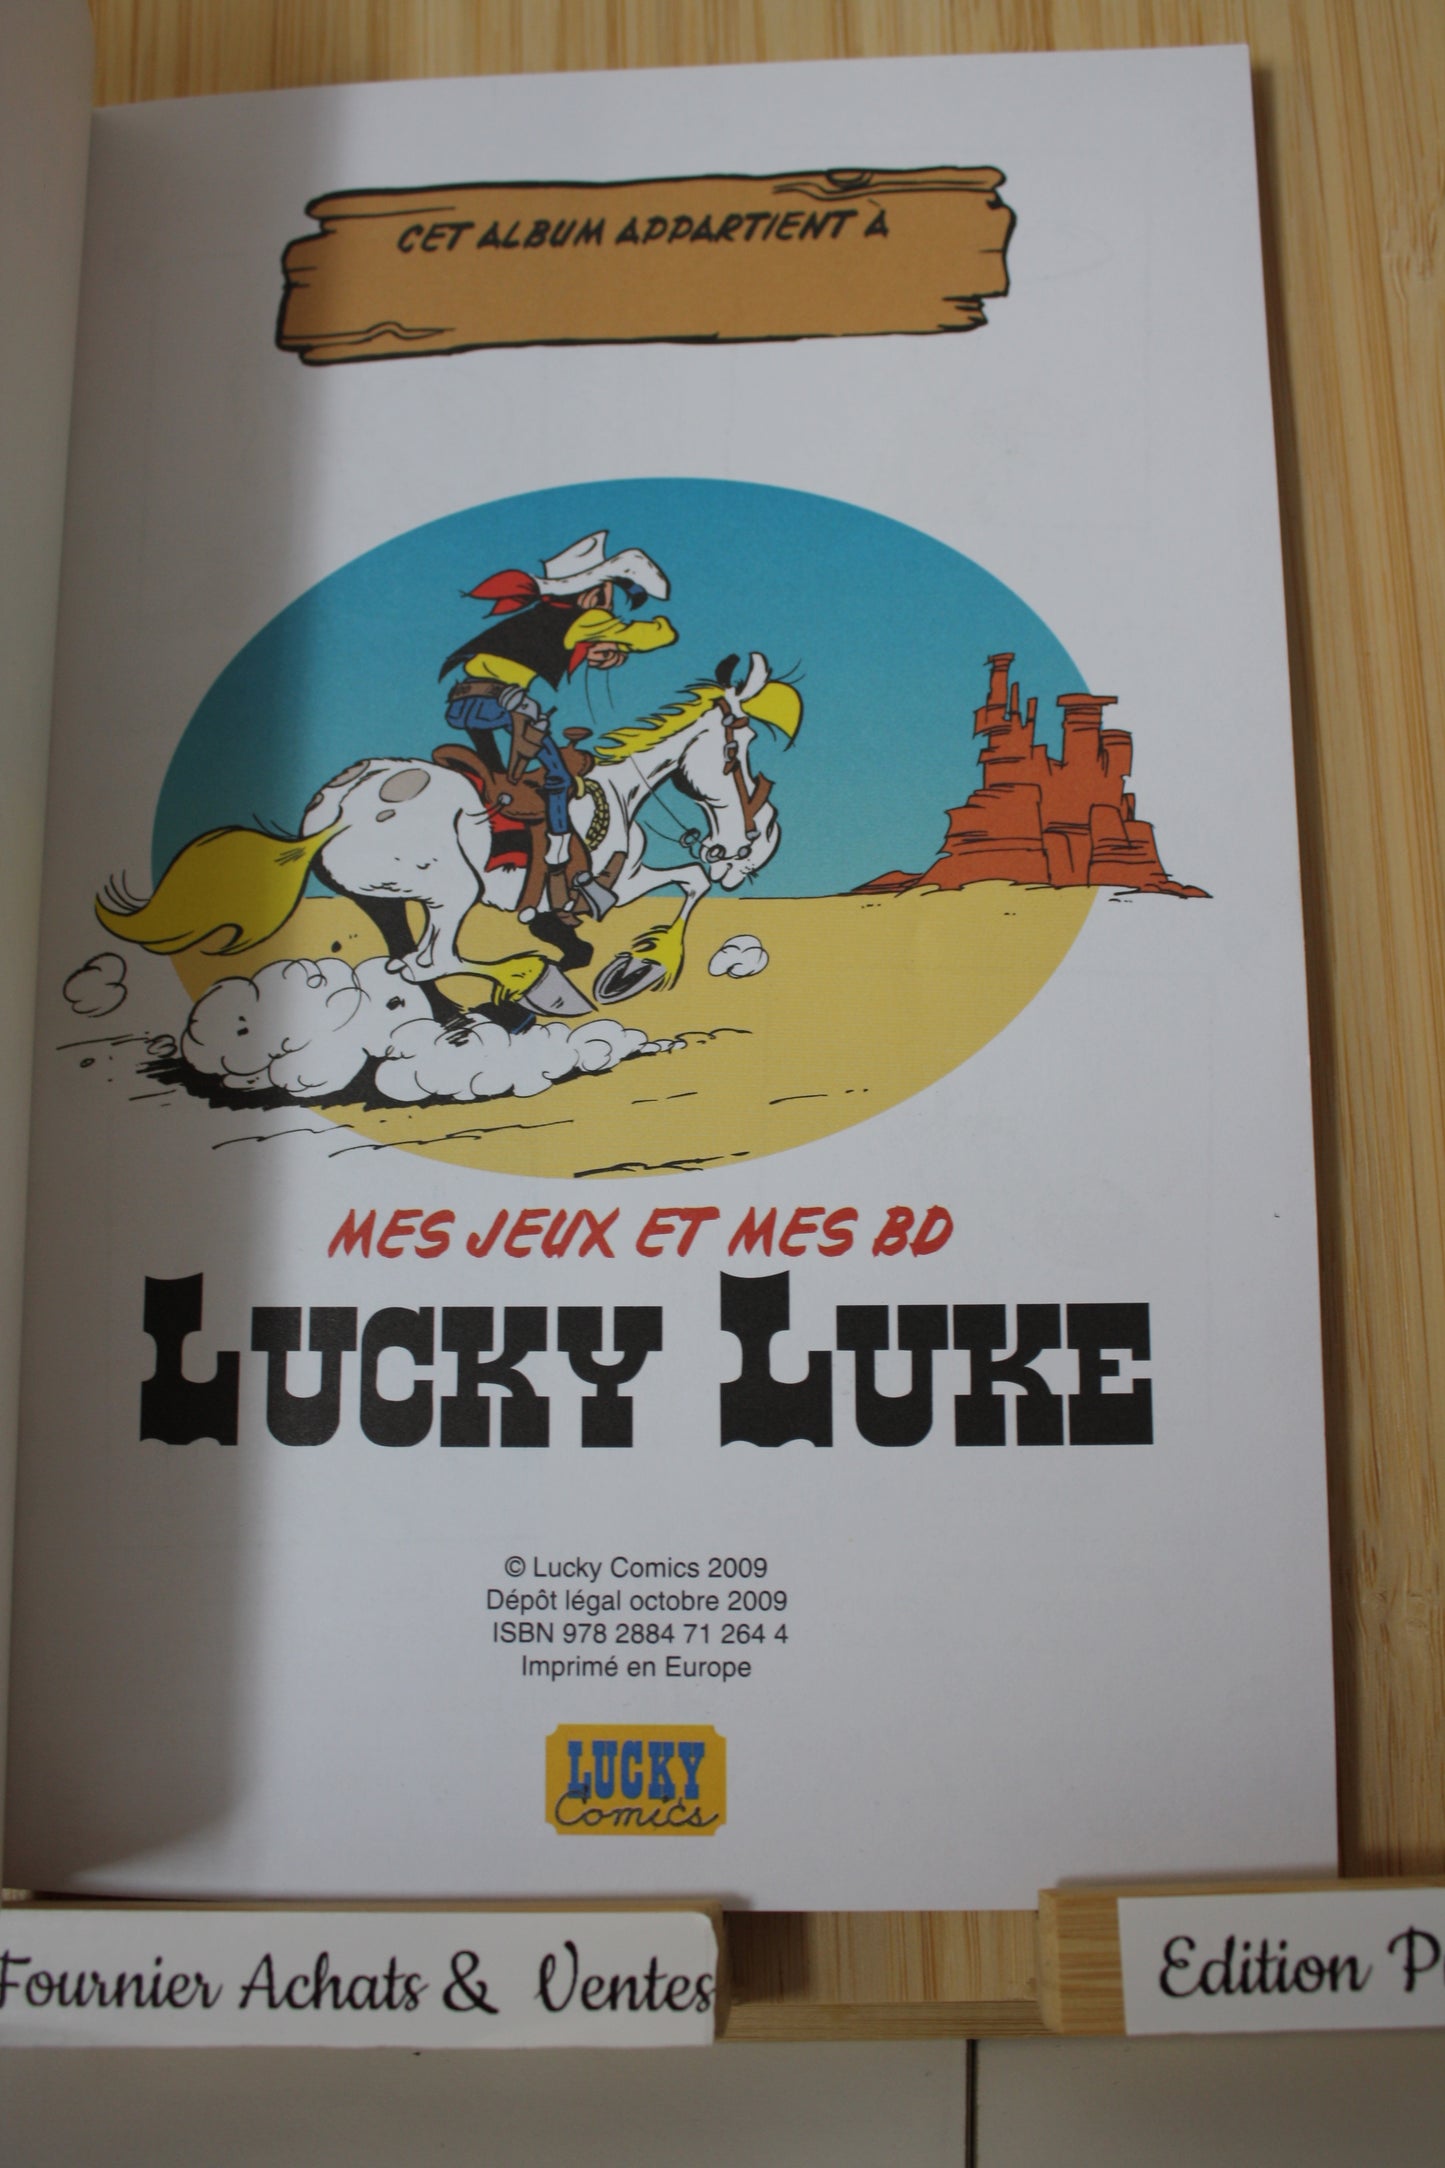 CET ALBUM APPARTIENT À
MES JEUX ET MES BD
LUCKY LUKE
© Lucky Comics 2009
Dépôt légal octobre 2009
ISBN 978 2884 71 264 4
Imprimé en Europe
LUCKY
Comics
Fournier Achats & Ventes
Edition